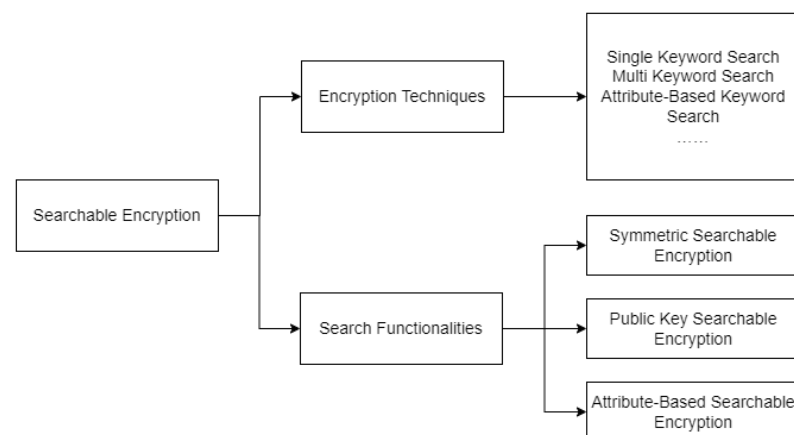 Single Keyword Search
Multi Keyword Search
Attribute-Based Keyword
Search
......
Encryption Techniques
Searchable Encryption
Symmetric Searchable
Encryption
Search Functionalities
Public Key Searchable
Encryption
Attribute-Based Searchable
Encryption